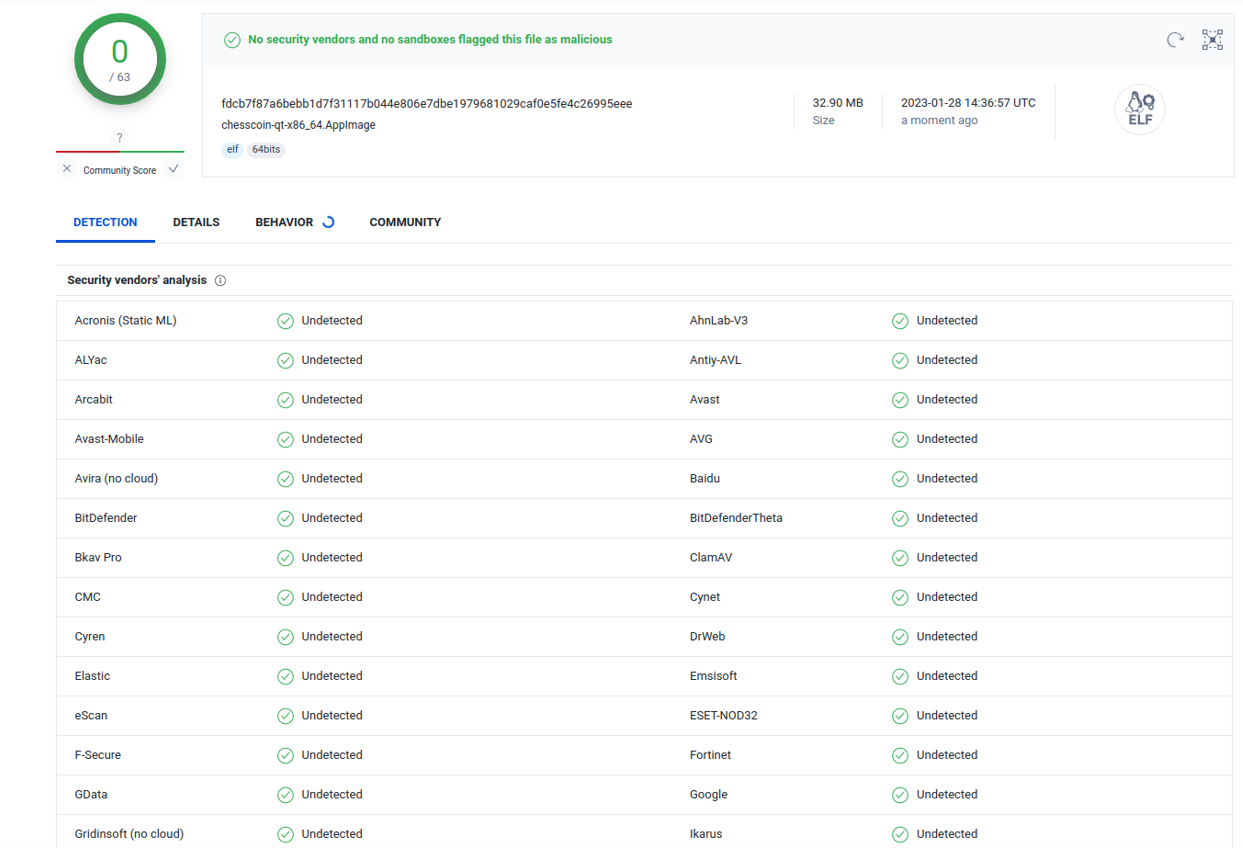 0
/ 63
?
Community Score
No security vendors and no sandboxes flagged this file as malicious
fdcb7f87a6bebb1d7f31117b044e806e7dbe1979681029caf0e5fe4c26995eee
chesscoin-qt-x86_64.AppImage
elf 64bits
32.90 MB
Size
2023-01-28 14:36:57 UTC
a moment ago
ELF
DETECTION DETAILS BEHAVIOR COMMUNITY
Security vendors' analysis
Acronis (Static ML) Undetected AhnLab-V3 Undetected
ALYac Undetected Antiy-AVL Undetected
Arcabit Undetected Avast Undetected
Avast-Mobile Undetected AVG Undetected
Avira (no cloud) Undetected Baidu Undetected
BitDefender Undetected BitDefenderTheta Undetected
Bkav Pro Undetected ClamAV Undetected
CMC Undetected Cynet Undetected
Cyren Undetected DrWeb Undetected
Elastic Undetected Emsisoft Undetected
eScan Undetected ESET-NOD32 Undetected
F-Secure Undetected Fortinet Undetected
GData Undetected Google Undetected
Gridinsoft (no cloud) Undetected Ikarus Undetected